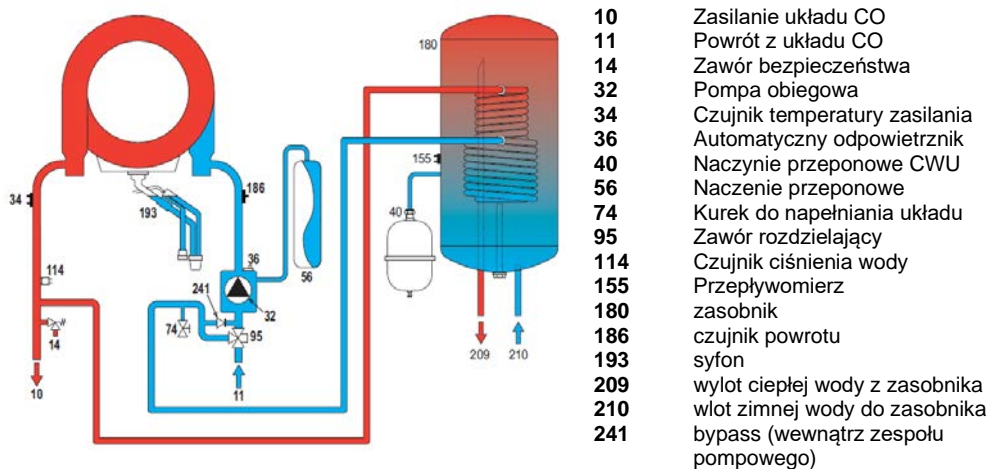 180
155
40
34
193
186
114
36
56
241
74
32
95
14
10
11
209
210
10 Zasilanie układu CO
11 Powrót z układu CO
14 Zawór bezpieczeństwa
32 Pompa obiegowa
34 Czujnik temperatury zasilania
36 Automatyczny odpowietrznik
40 Naczynie przeponowe CWU
56 Naczenie przeponowe
74 Kurek do napełniania układu
95 Zawór rozdzielający
114 Czujnik ciśnienia wody
155 Przepływomierz
180 zasobnik
186 czujnik powrotu
193 syfon
209 wylot ciepłej wody z zasobnika
210 wlot zimnej wody do zasobnika
241 bypass (wewnątrz zespołu
pompowego)